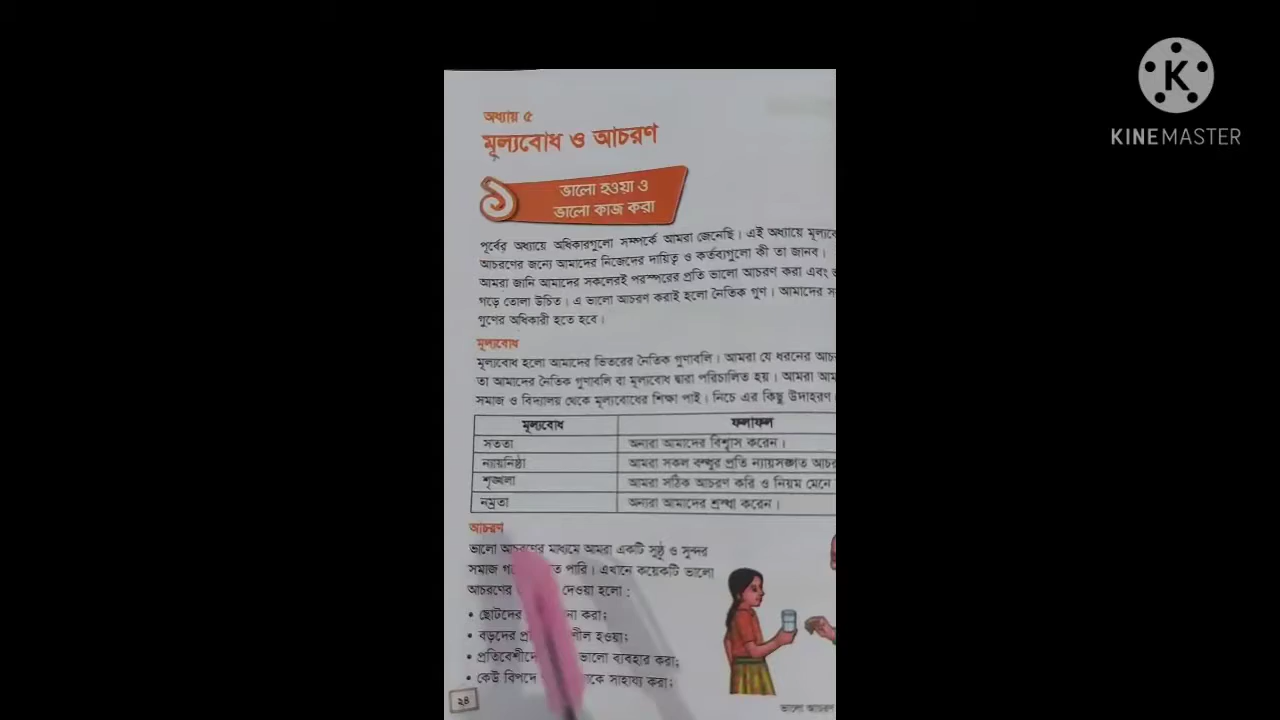 অধ্যায় ৫
মূল্যবোধ ও আচরণ
১
ভালো হওয়া ও
ভালো কাজ করা
পূর্বের অধ্যায়ে অধিকারগুলো সম্পর্কে আমরা জেনেছি। এই অধ্যায়ে
আচরণের জন্যে আমাদের নিজেদের দায়িত্ব ও কর্তব্যগুলো কী তা জানব।
আমরা জানি আমাদের সকলেরই পরস্পরের প্রতি ভালো আচরণ করা এবং
গড়ে তোলা উচিত। এ ভালো আচরণ করাই হলো নৈতিক গুণ। আমাদের
গুণের অধিকারী হতে হবে।
মূল্যবোধ
মূল্যবোধ হলো আমাদের ভিতরের নৈতিক গুণাবলি। আমরা যে ধরনের
তা আমাদের নৈতিক গুণাবলি বা মূল্যবোধ দ্বারা পরিচালিত হয়। আমরা
সমাজ ও বিদ্যালয় থেকে মূল্যবোধের শিক্ষা পাই। নিচে এর কিছু উদাহরণ
মূল্যবোধ ফলাফল
সততা অন্যরা আমাদের বিশ্বাস করেন।
ন্যায়নিষ্ঠা আমরা সকল বন্ধুর প্রতি ন্যায়সঙ্গত
শৃঙ্খলা আমরা সঠিক আচরণ করি ও নিয়ম মেনে
নম্রতা অন্যরা আমাদের শ্রদ্ধা করেন।
আচরণ
ভালো আচরণের মাধ্যমে আমরা একটি সুষ্ঠু ও সুন্দর
সমাজ পারি। এখানে কয়েকটি ভালো
আচরণের দেওয়া হলো :
• ছোটদের করা;
• বড়দের হওয়া;
• ভালো ব্যবহার করা;
• কেউ বিপদে সাহায্য করা;
২৪
ভালো আচরণ
KINEMASTER